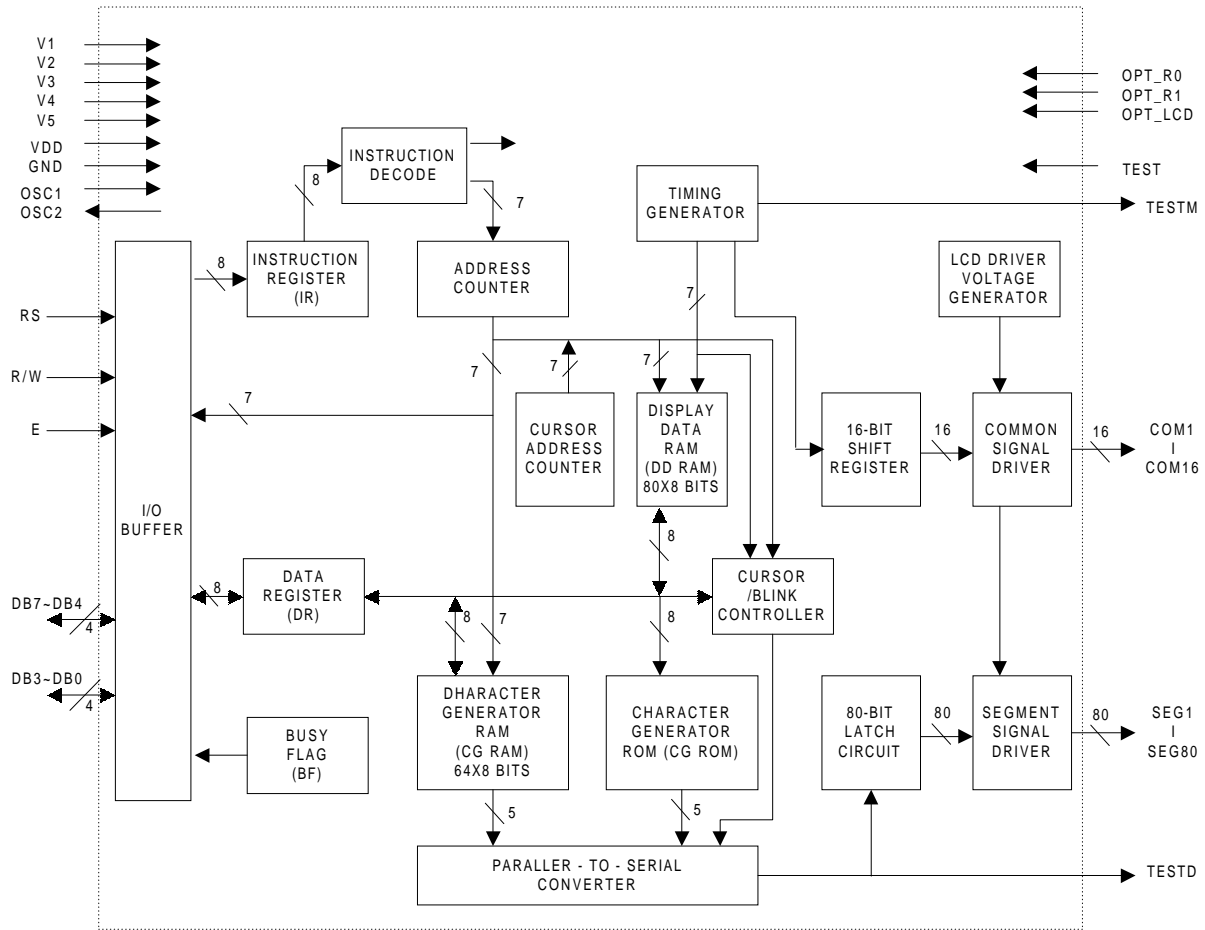 V1
V2
V3
V4
V5
VDD
GND
OSC1
OSC2
OPT_R0
OPT_R1
OPT_LCD
TEST
TESTM
INSTRUCTION
DECODE
8
7
TIMING
GENERATOR
INSTRUCTION
REGISTER
(IR)
8
ADDRESS
COUNTER
7
LCD DRIVER
VOLTAGE
GENERATOR
RS
R/W
E
7
7
7
7
I/O
BUFFER
CURSOR
ADDRESS
COUNTER
DISPLAY
DATA
RAM
(DD RAM)
80X8 BITS
16-BIT
SHIFT
REGISTER
16
COMMON
SIGNAL
DRIVER
16
COM1
I
COM16
8
DB7~DB4
4
8
DATA
REGISTER
(DR)
8
7
8
CURSOR
/BLINK
CONTROLLER
DB3~DB0
4
BUSY
FLAG
(BF)
DHARACTER
GENERATOR
RAM
(CG RAM)
64X8 BITS
CHARACTER
GENERATOR
ROM (CG ROM)
80-BIT
LATCH
CIRCUIT
80
SEGMENT
SIGNAL
DRIVER
80
SEG1
I
SEG80
5
5
PARALLER - TO - SERIAL
CONVERTER
TESTD